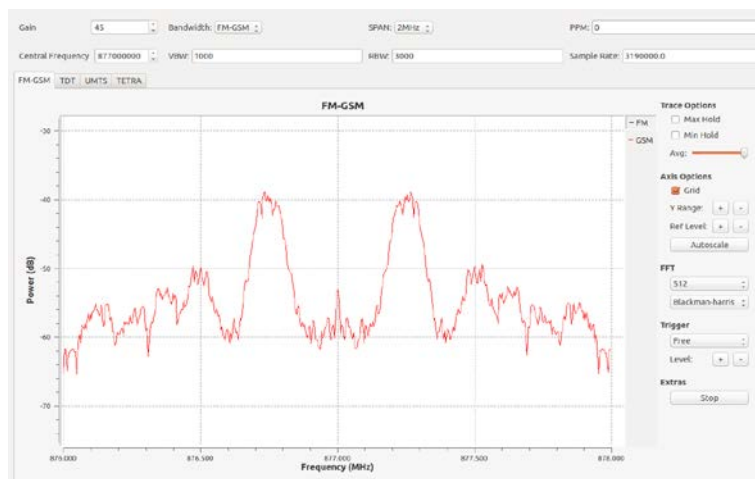 Gain 45 Bandwidth: FM-GSM SPAN: 2MHz PPM: 0
Central Frequency 877000000 VBW: 1000 RBW: 3000 Sample Rate: 3190000.0
FM-GSM TDT UMTS TETRA
FM-GSM
FM
GSM
-30
-40
-50
-60
-70
Power (dB)
876.000 876.500 877.000 877.500 878.000
Frequency (MHz)
Trace Options
Max Hold
Min Hold
Avg:
Axis Options
Grid
Y Range: + -
Ref Level: + -
Autoscale
FFT
512
Blackman-harris
Trigger
Free
Level: + -
Extras
Stop